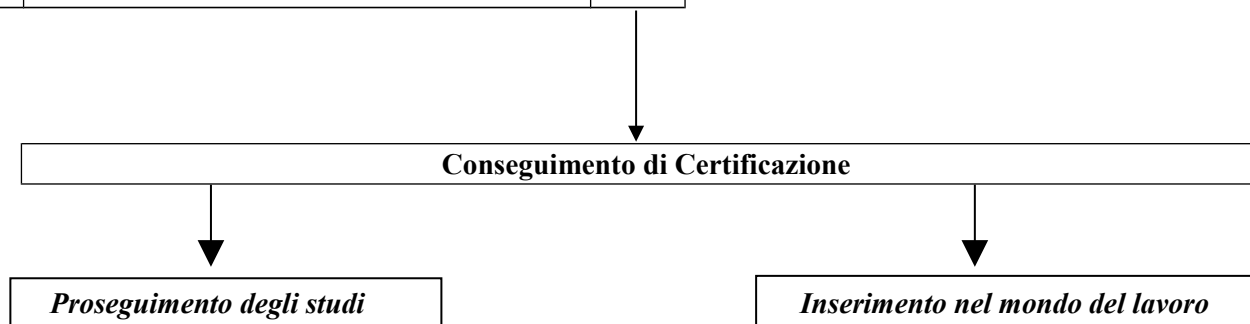 Conseguimento di Certificazione
Proseguimento degli studi
Inserimento nel mondo del lavoro